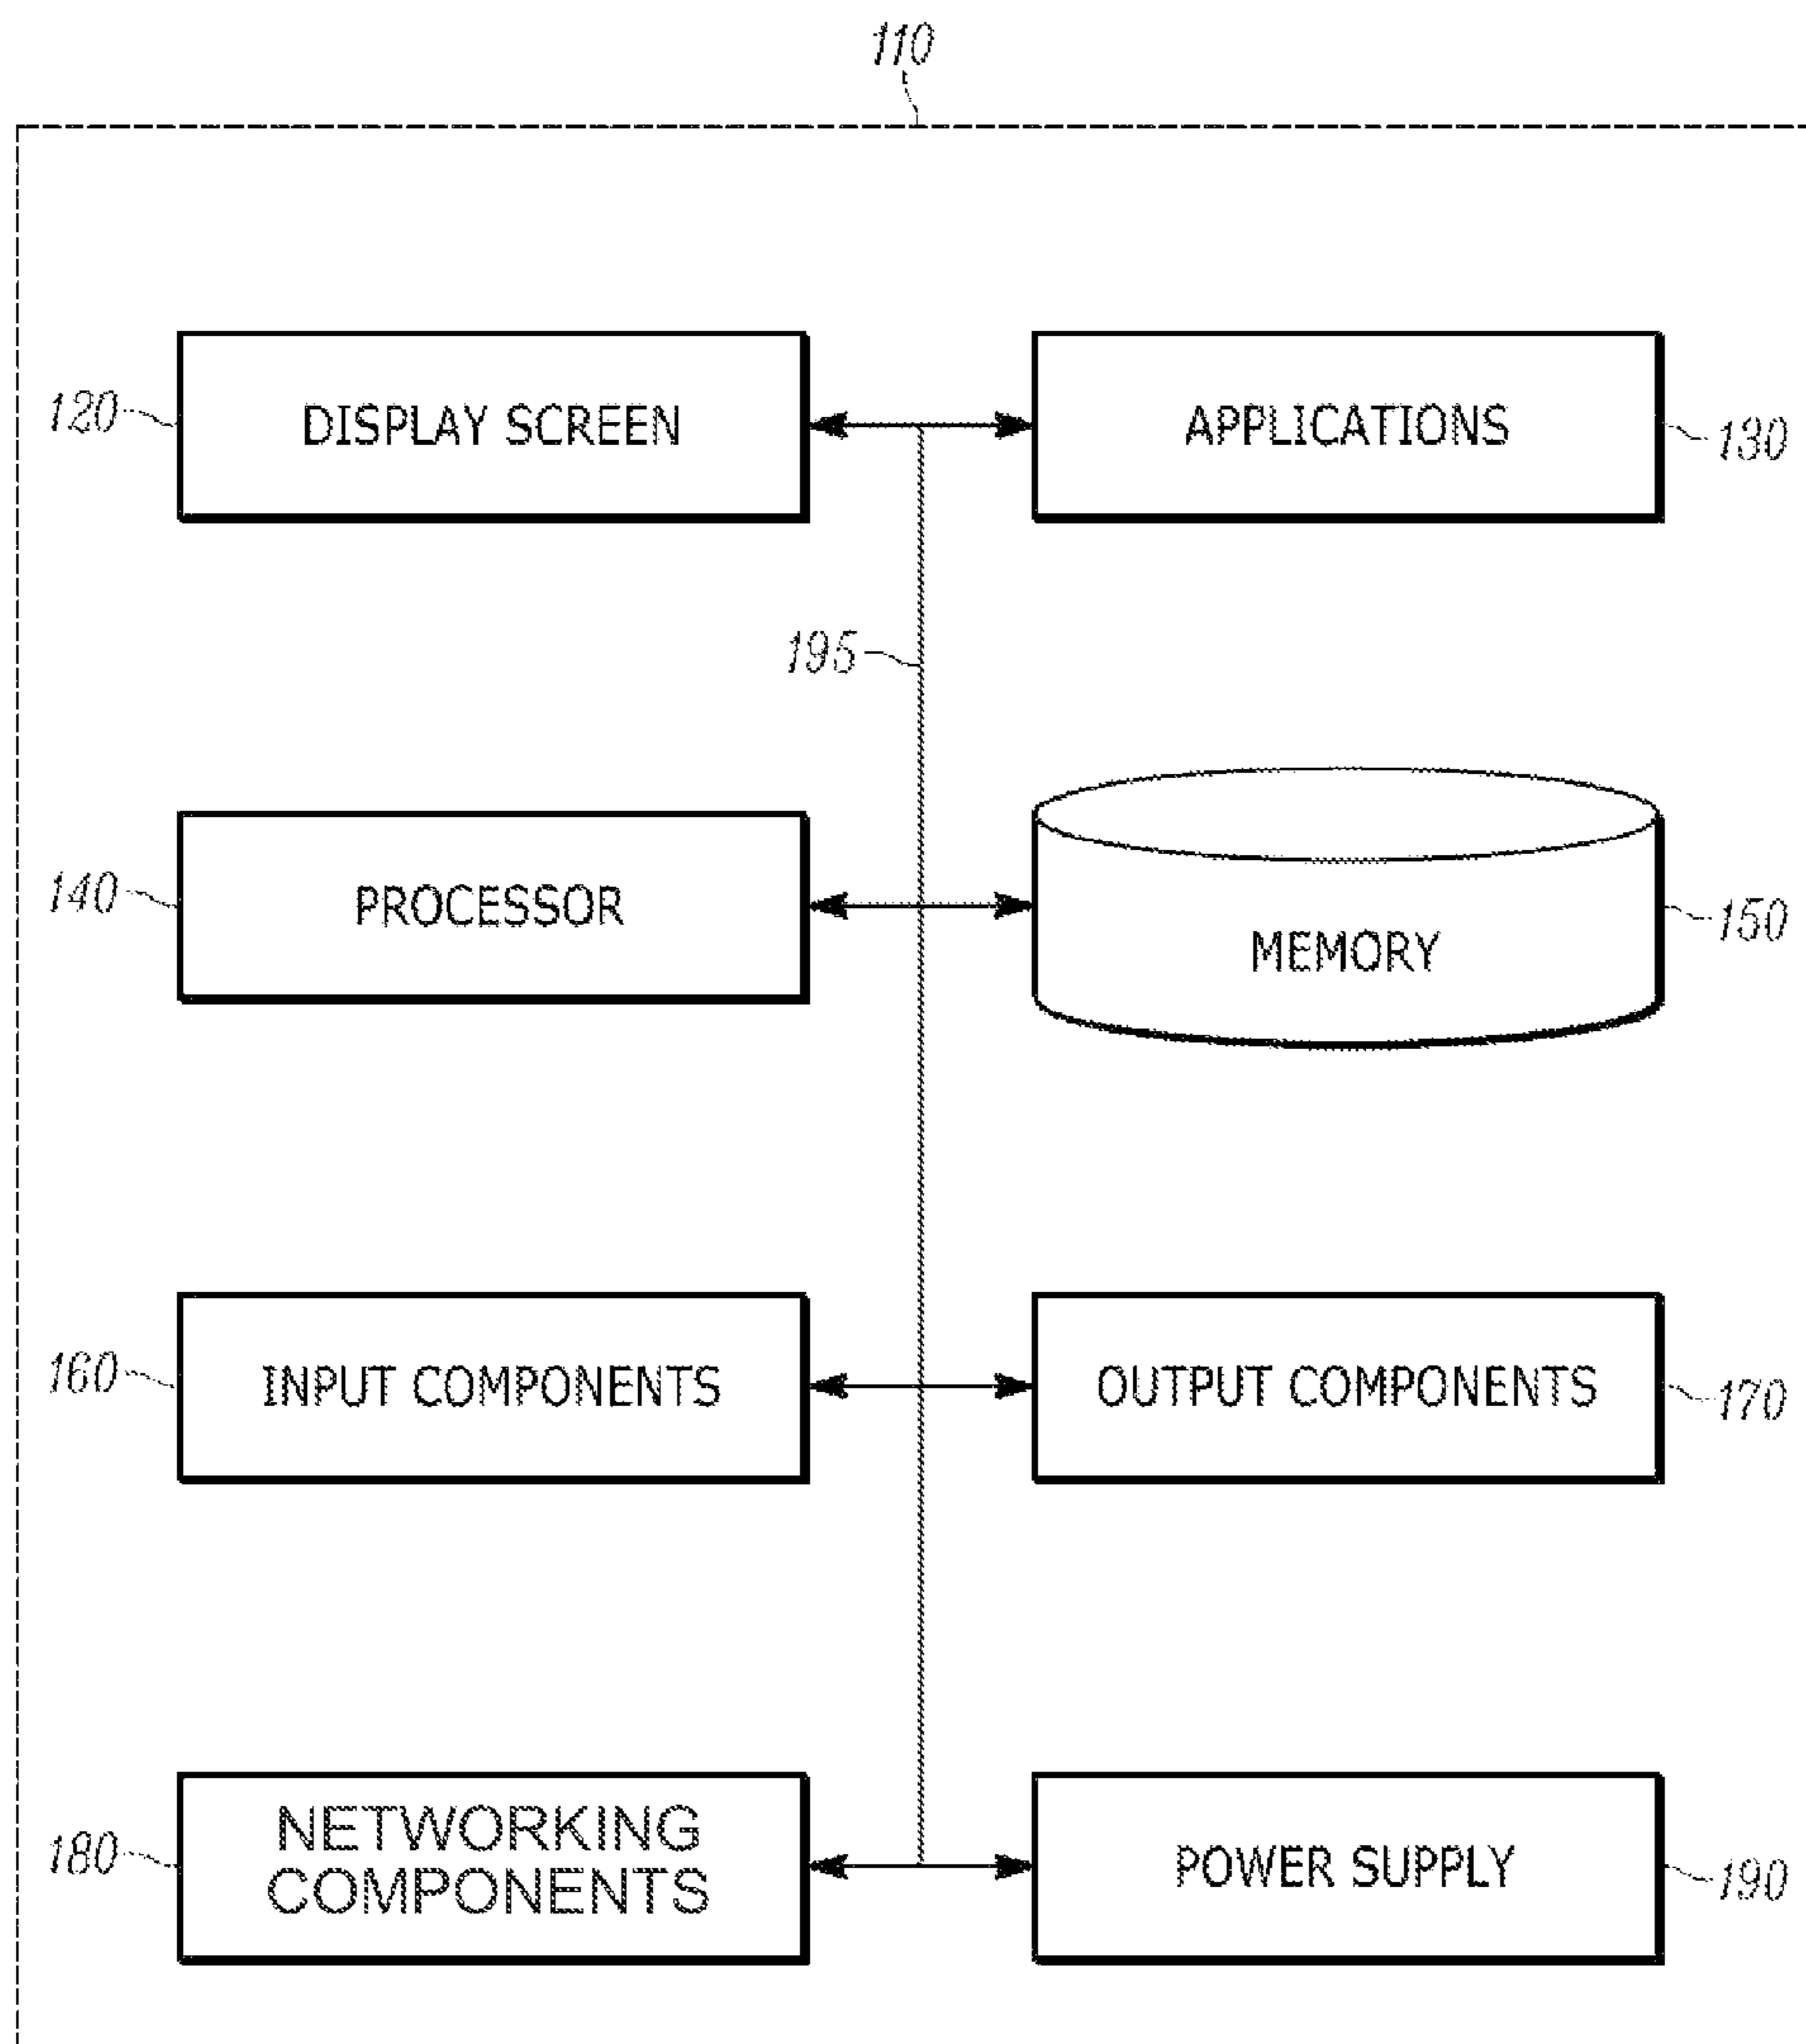 110
120 DISPLAY SCREEN APPLICATIONS 130
195
140 PROCESSOR MEMORY 150
160 INPUT COMPONENTS OUTPUT COMPONENTS 170
180 NETWORKING
COMPONENTS POWER SUPPLY 190